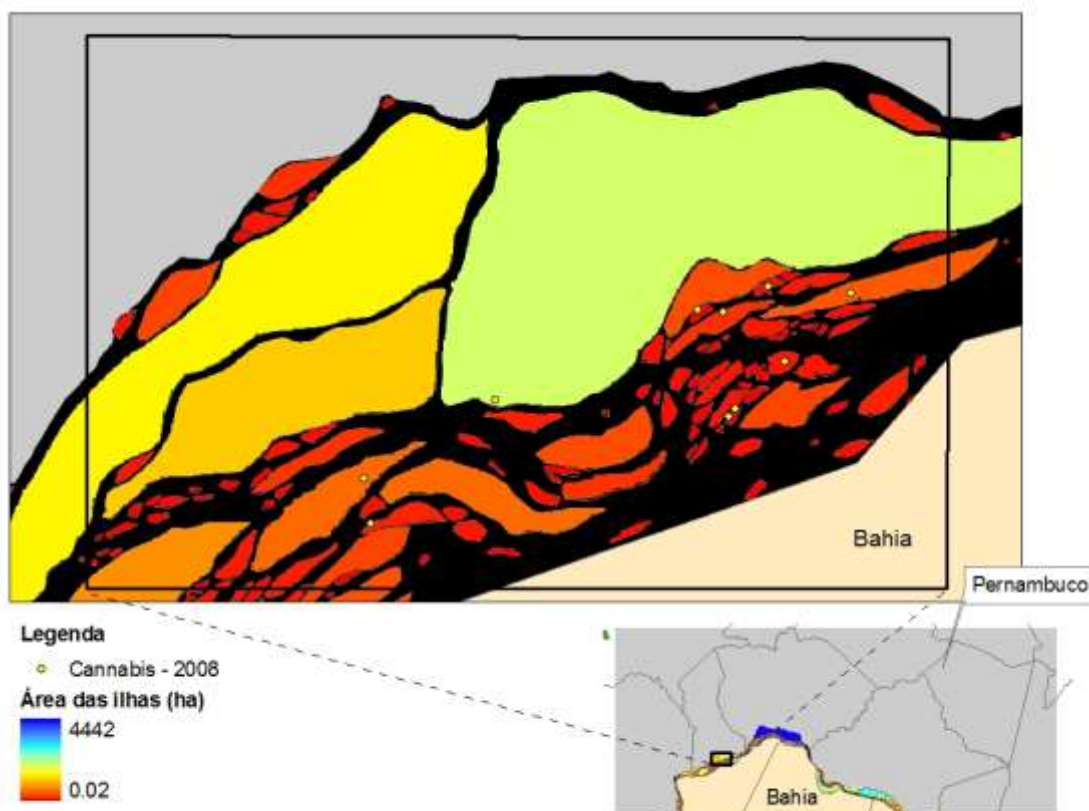 Bahia
Pernambuco
Legenda
Cannabis - 2008
Área das ilhas (ha)
4442
0.02
Bahia